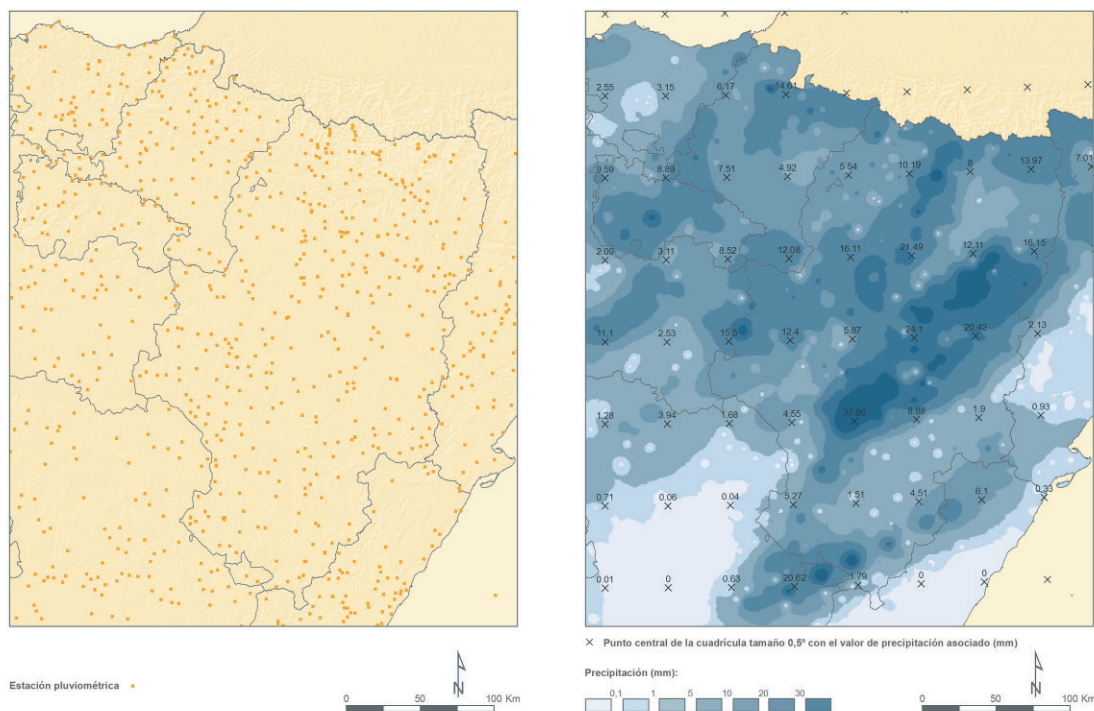 2.55 3.15 6.17 14.61
9.59 8.89 7.51 4.92 5.54 10.19 8 13.97 7.01
2.09 3.11 8.52 12.08 16.11 21.49 12.11 16.15
11.1 2.53 15.5 12.4 5.87 24.1 20.42 2.13
1.28 3.94 1.68 4.55 37.66 8.88 1.9 0.93
0.71 0.06 0.04 5.27 1.51 4.51 6.1 0.33
0.01 0 0.63 20.62 1.79 0 0
Punto central de la cuadrícula tamaño 0,5º con el valor de precipitación asociado (mm)
Estación pluviométrica
N
0 50 100 Km
Precipitación (mm):
0,1 1 5 10 20 30
N
0 50 100 Km